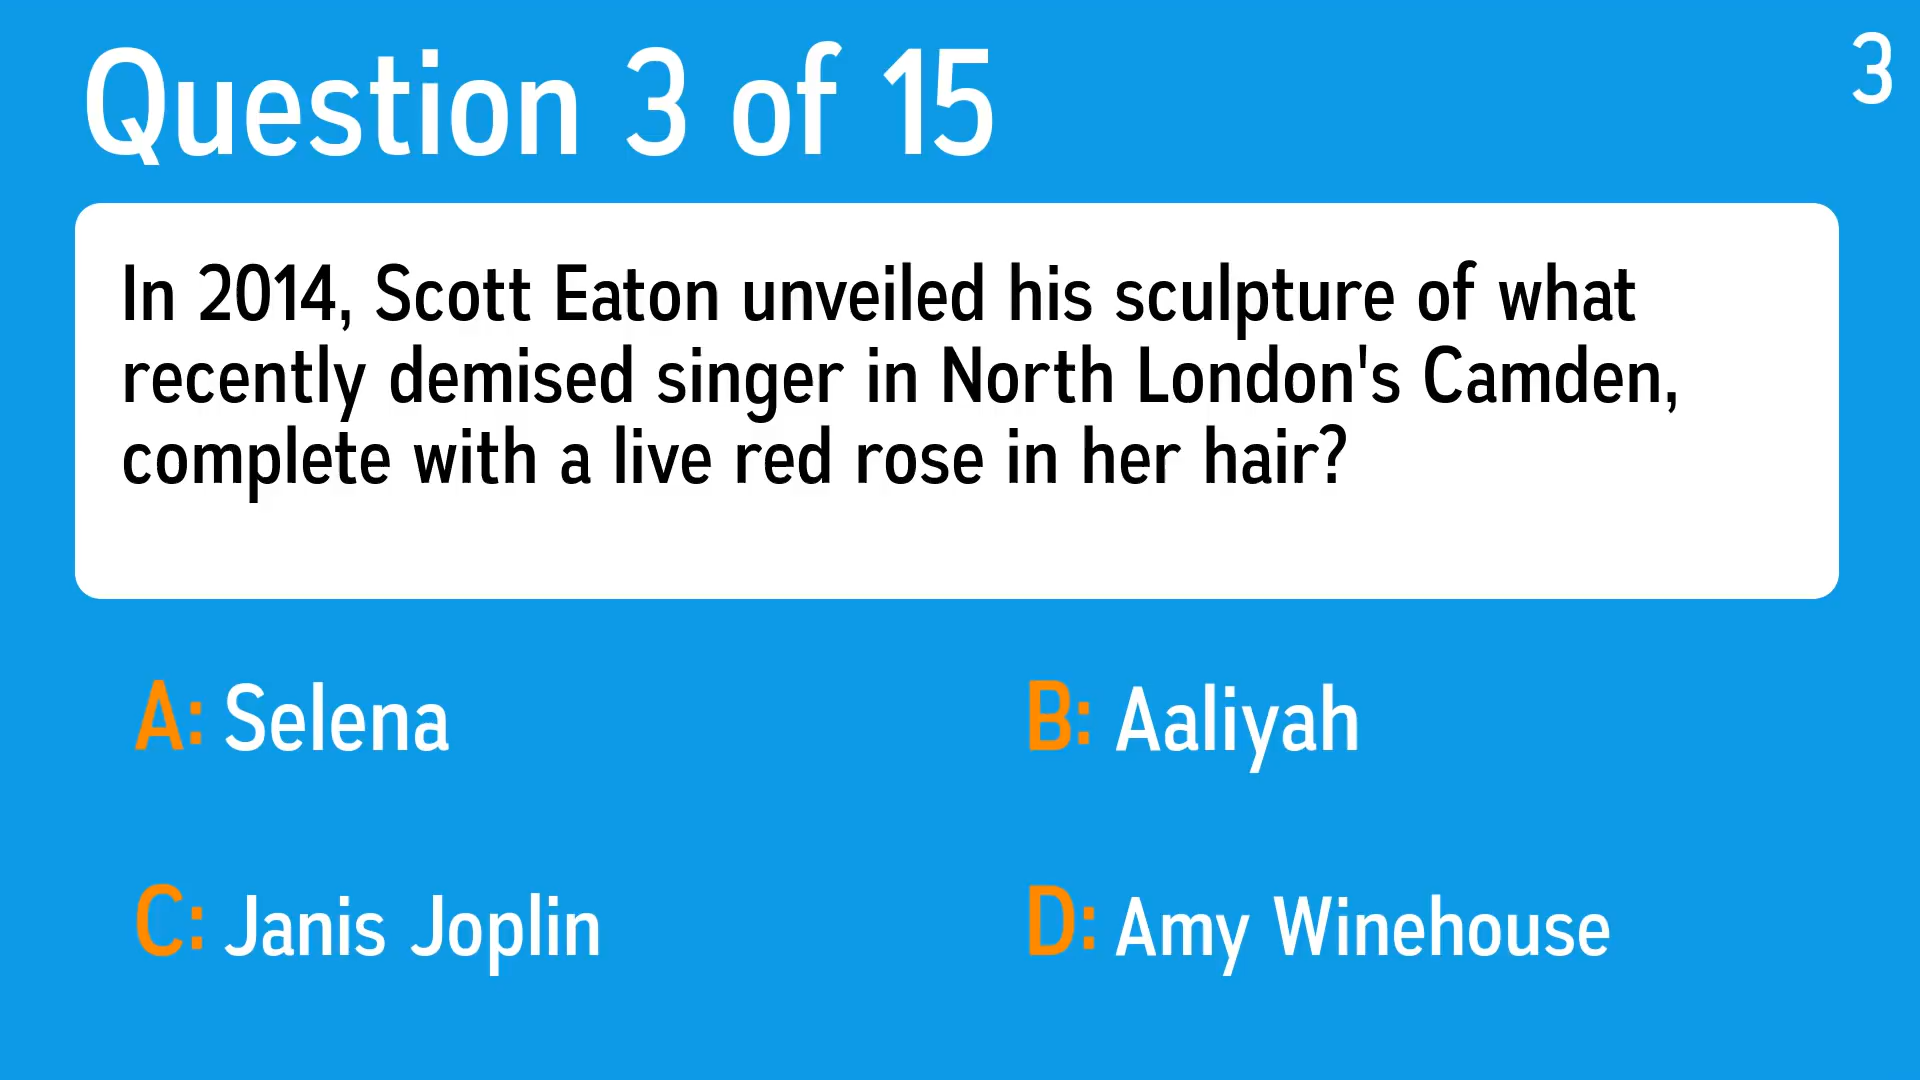 Question 3 of 15
3
In 2014, Scott Eaton unveiled his sculpture of what
recently demised singer in North London's Camden,
complete with a live red rose in her hair?
A: Selena
B: Aaliyah
C: Janis Joplin
D: Amy Winehouse